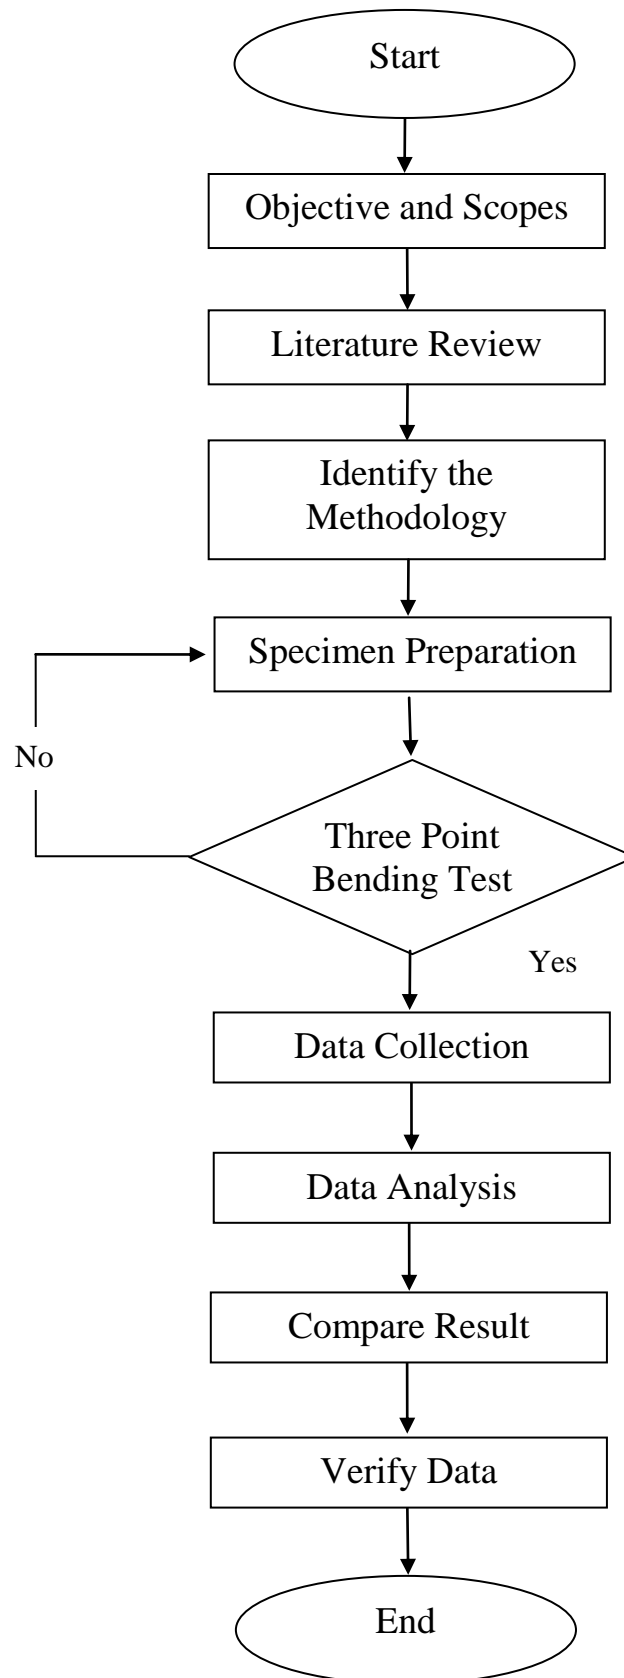 Start
Objective and Scopes
Literature Review
Identify the
Methodology
Specimen Preparation
No
Three Point
Bending Test
Yes
Data Collection
Data Analysis
Compare Result
Verify Data
End